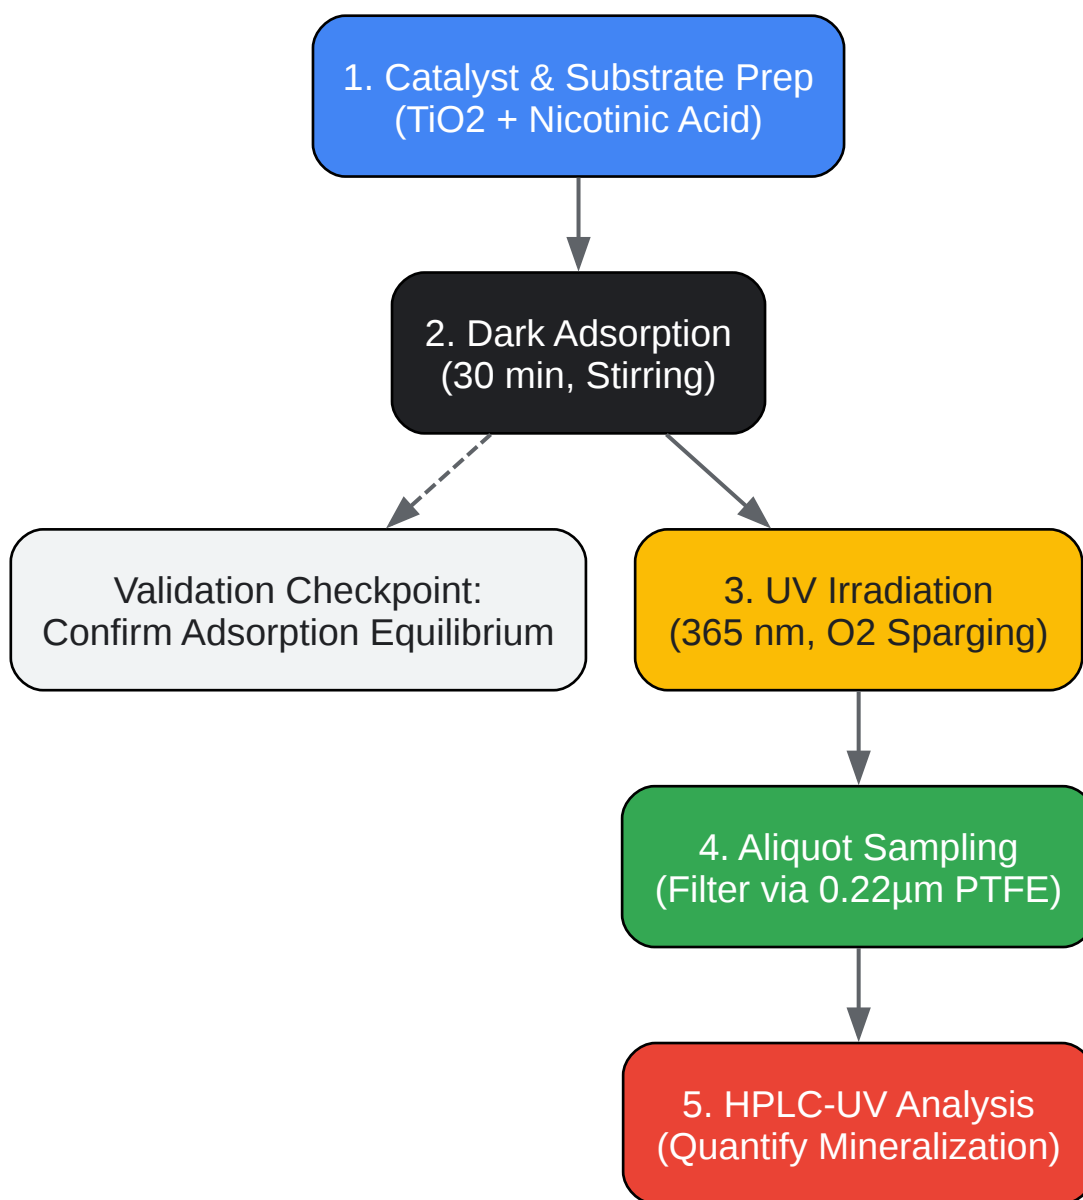 1. Catalyst & Substrate Prep
(TiO2 + Nicotinic Acid)
2. Dark Adsorption
(30 min, Stirring)
Validation Checkpoint:
Confirm Adsorption Equilibrium
3. UV Irradiation
(365 nm, O2 Sparging)
4. Aliquot Sampling
(Filter via 0.22µm PTFE)
5. HPLC-UV Analysis
(Quantify Mineralization)